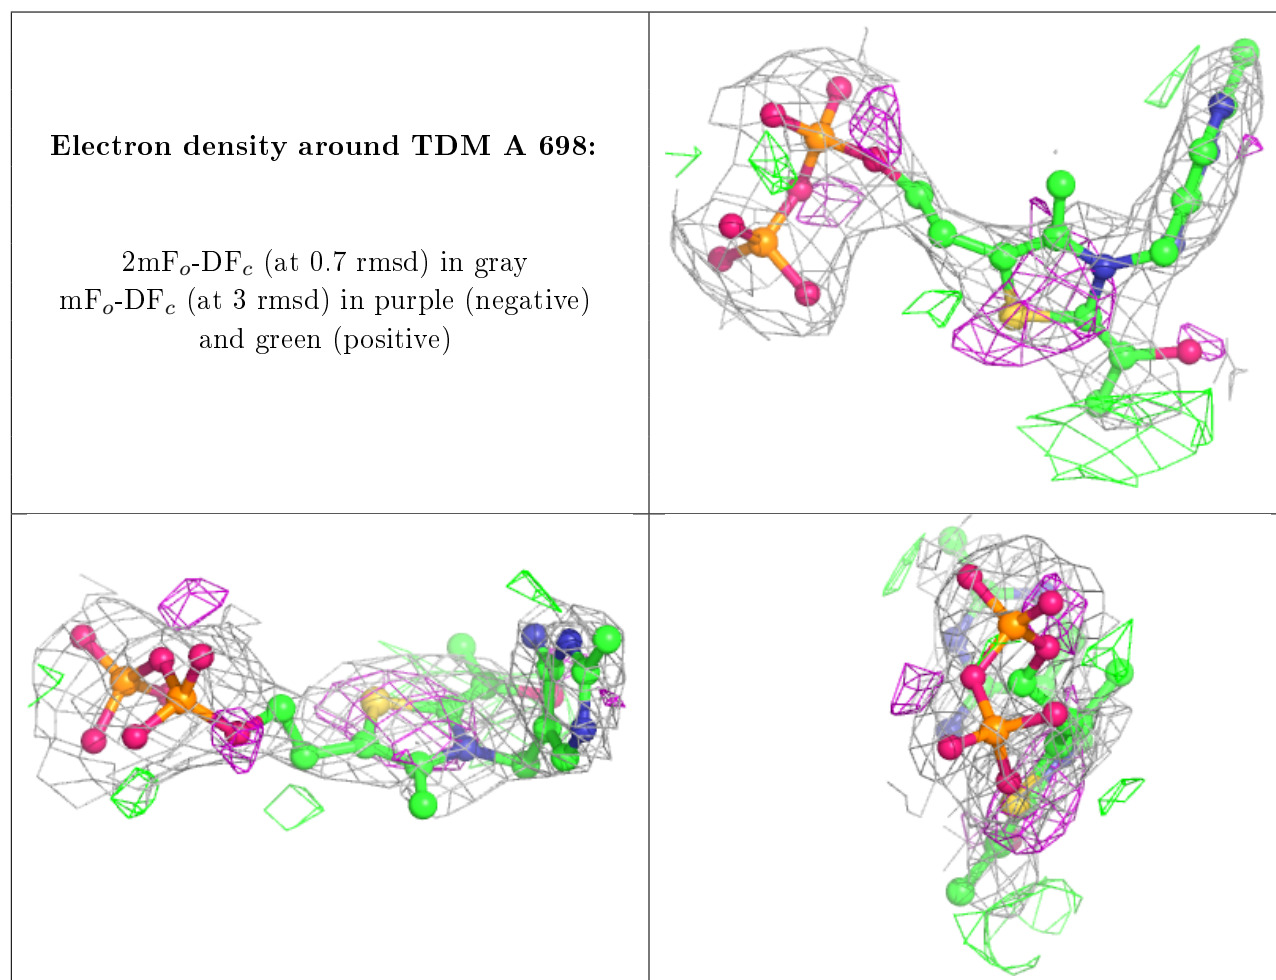 Electron density around TDM A 698:
2mFo-DFc (at 0.7 rmsd) in gray
mFo-DFc (at 3 rmsd) in purple (negative)
and green (positive)